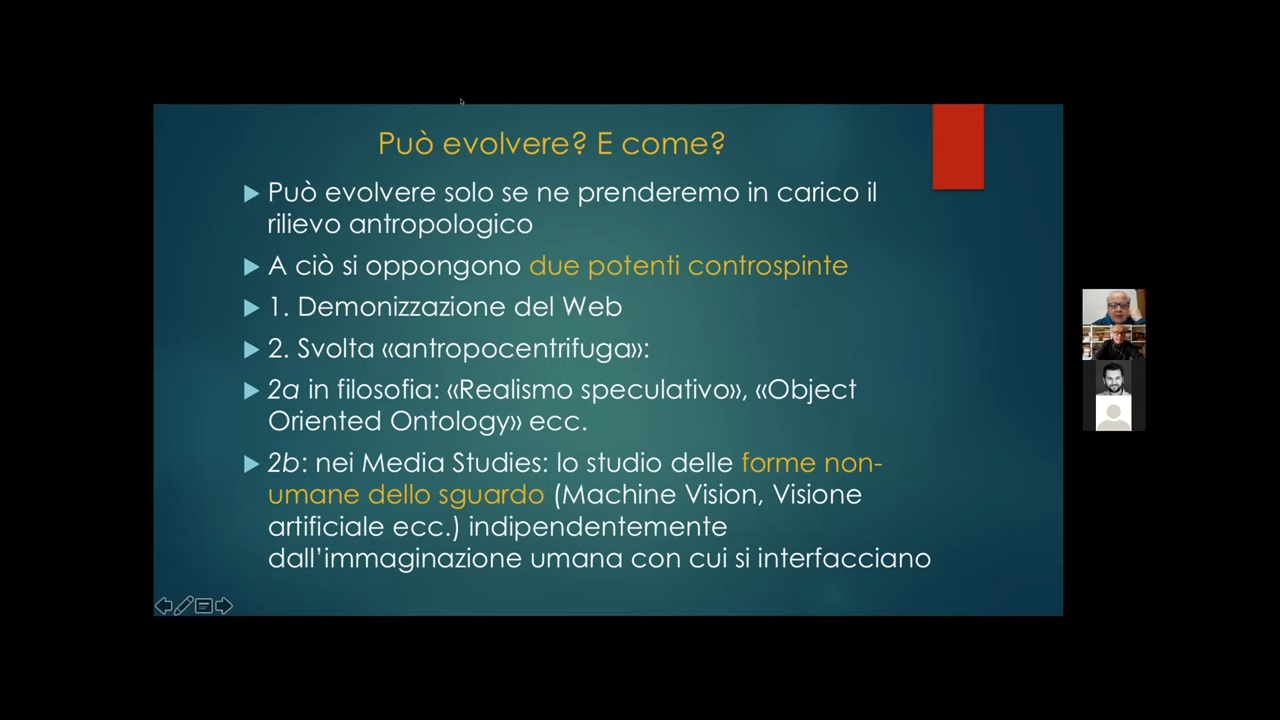 Può evolvere? E come?
Può evolvere solo se ne prenderemo in carico il
rilievo antropologico
A ciò si oppongono due potenti controspinte
1. Demonizzazione del Web
2. Svolta «antropocentrifuga»:
2a in filosofia: «Realismo speculativo», «Object
Oriented Ontology» ecc.
2b: nei Media Studies: lo studio delle forme non-
umane dello sguardo (Machine Vision, Visione
artificiale ecc.) indipendentemente
dall’immaginazione umana con cui si interfacciano